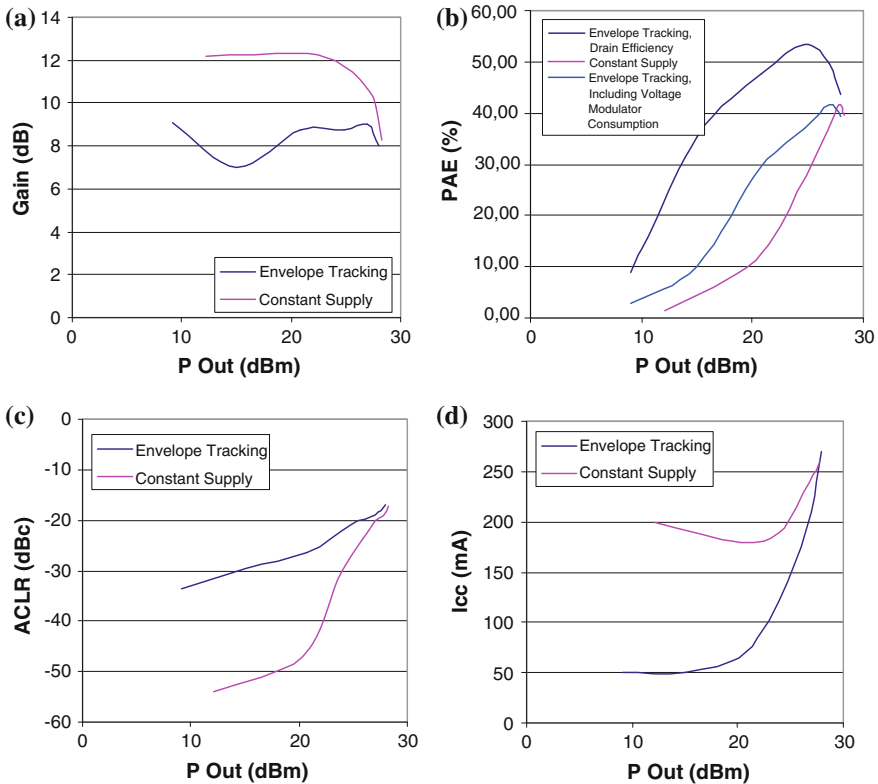 (a)
14
12
10
8
6
4
2
0
Gain (dB)
Envelope Tracking
Constant Supply
0
10
20
30
P Out (dBm)
(b)
60,00
50,00
40,00
30,00
20,00
10,00
0,00
PAE (%)
Envelope Tracking,
Drain Efficiency
Constant Supply
Envelope Tracking,
Including Voltage
Modulator
Consumption
0
10
20
30
P Out (dBm)
(c)
0
-10
-20
-30
-40
-50
-60
ACLR (dBc)
Envelope Tracking
Constant Supply
0
10
20
30
P Out (dBm)
(d)
300
250
200
150
100
50
0
Icc (mA)
Envelope Tracking
Constant Supply
0
10
20
30
P Out (dBm)